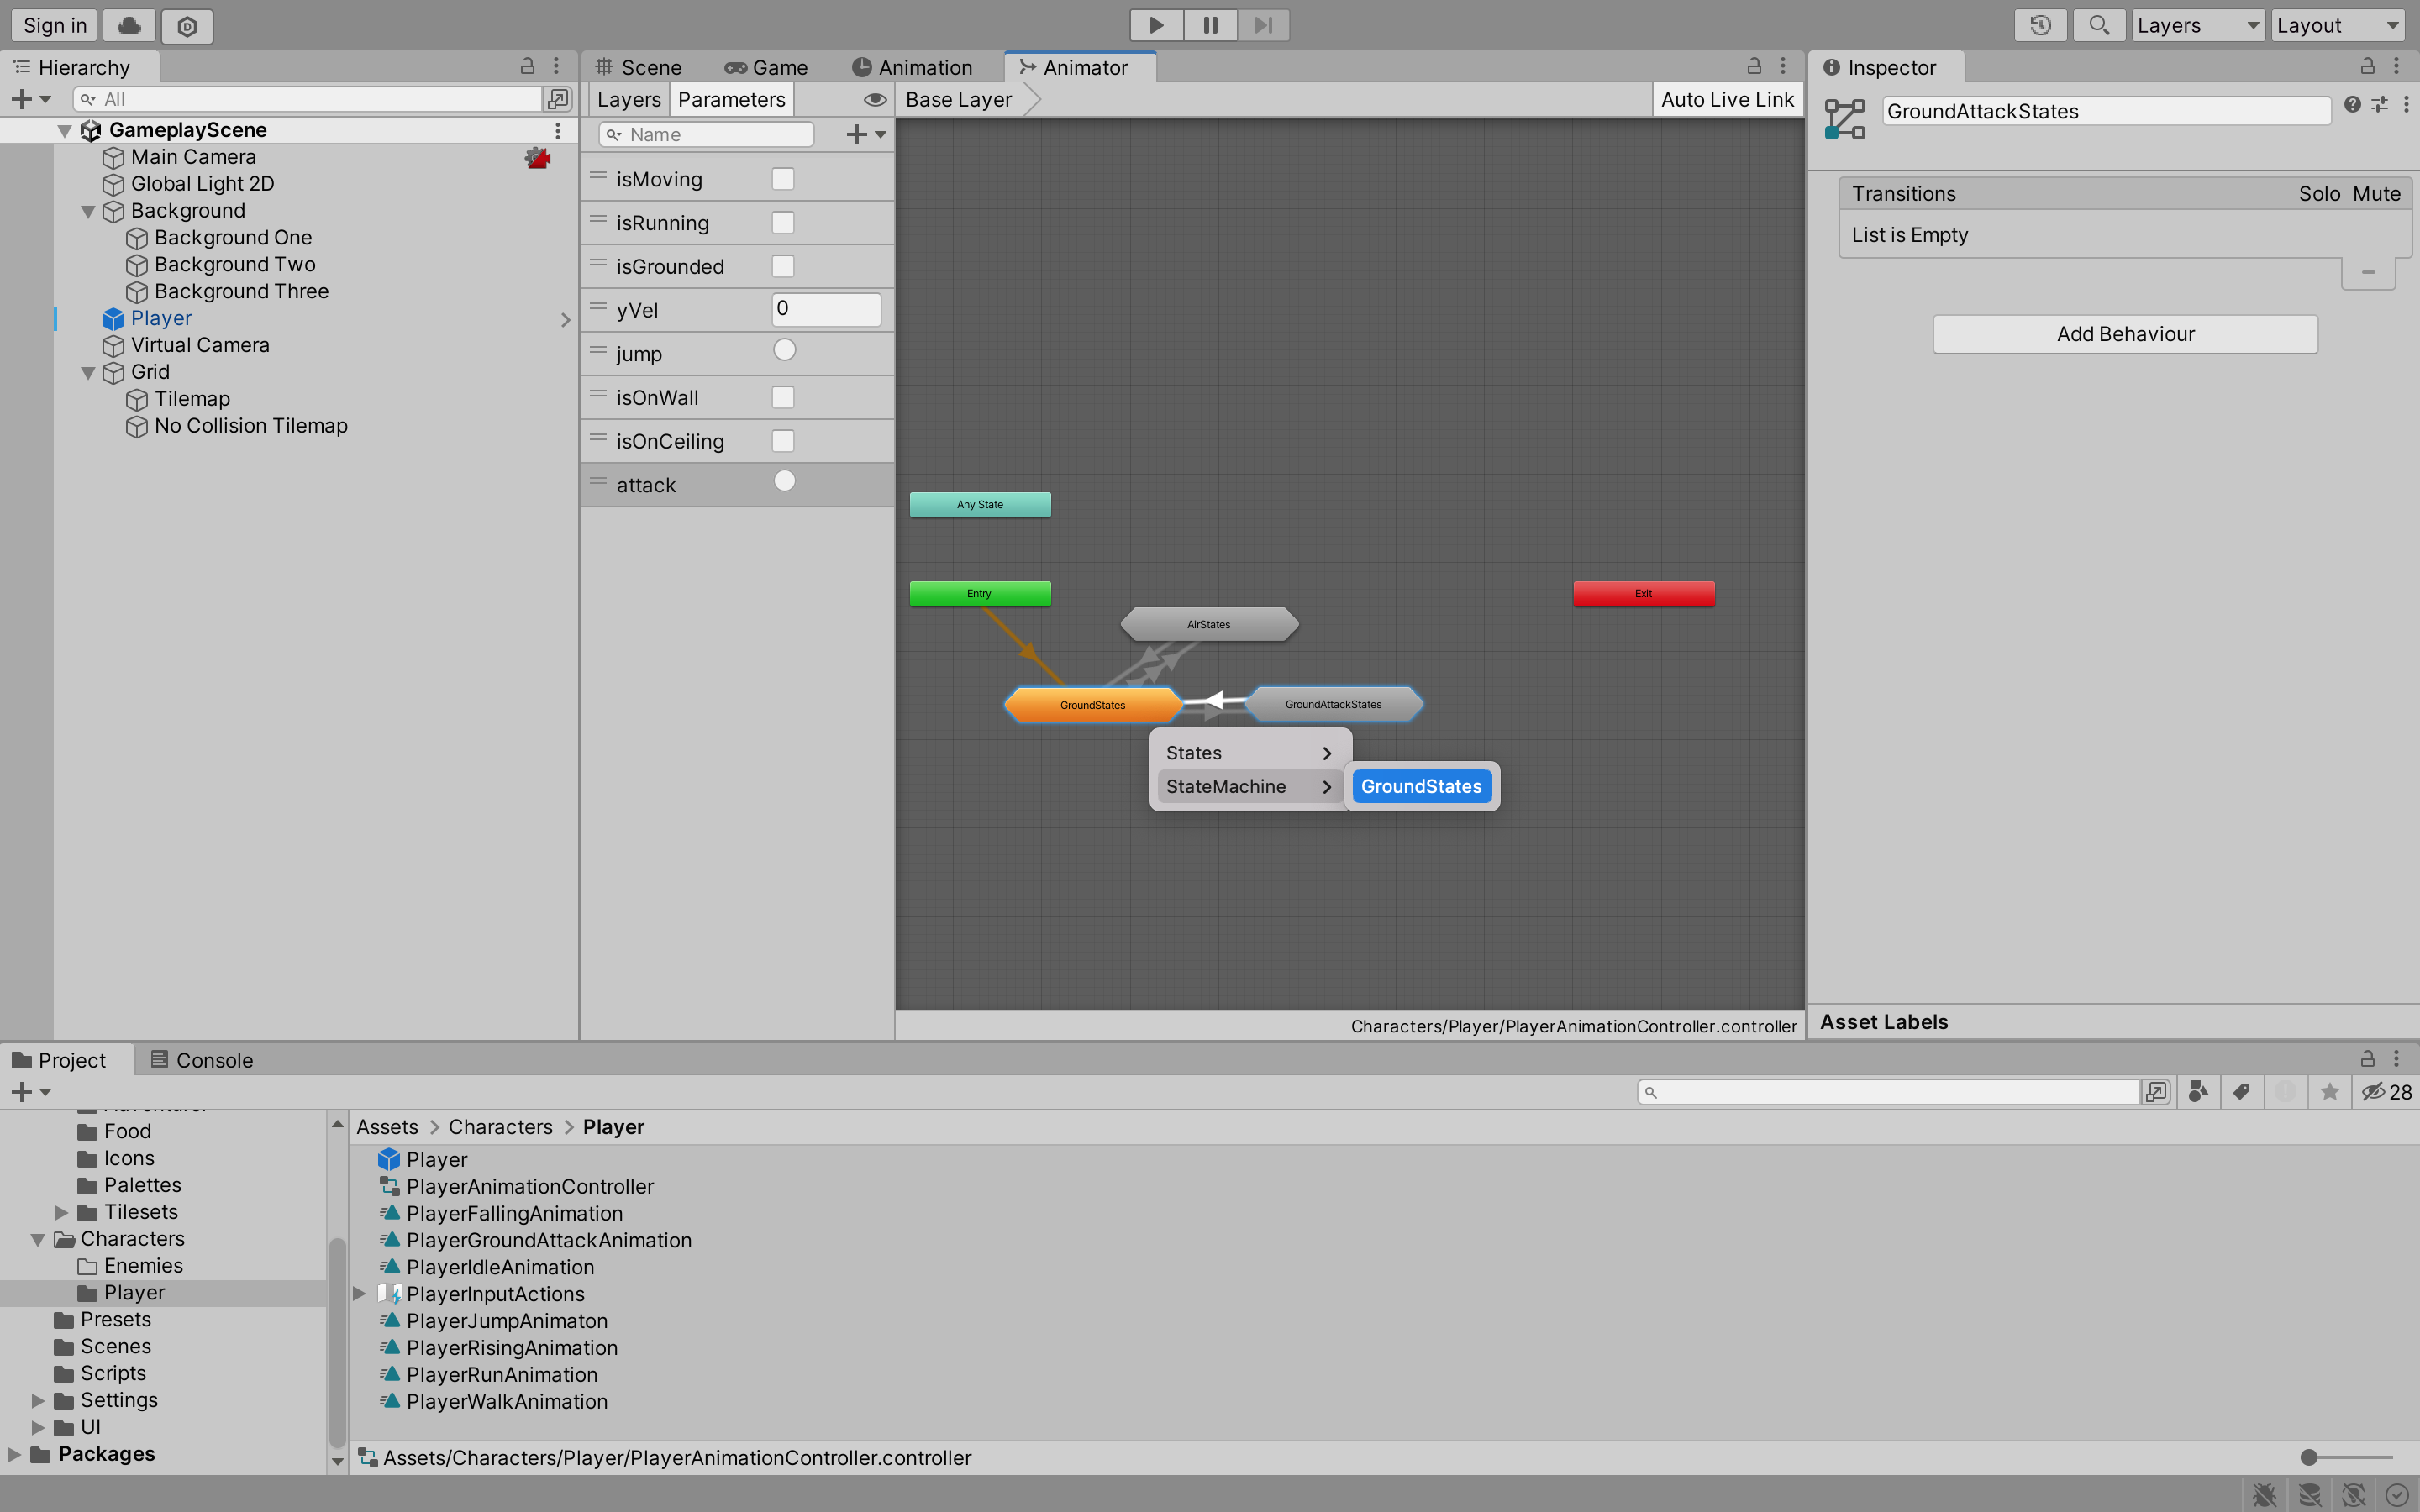 Sign in
Layers
Layout
Hierarchy
All
GameplayScene
Main Camera
Global Light 2D
Background
Background One
Background Two
Background Three
Player
Virtual Camera
Grid
Tilemap
No Collision Tilemap
Scene
Game
Animation
Animator
Layers
Parameters
Base Layer
Auto Live Link
Name
isMoving
isRunning
isGrounded
yVel
0
jump
isOnWall
isOnCeiling
attack
Any State
Entry
Exit
AirStates
GroundStates
GroundAttackStates
States
StateMachine
GroundStates
Characters/Player/PlayerAnimationController.controller
Inspector
GroundAttackStates
Transitions
Solo
Mute
List is Empty
Add Behaviour
Asset Labels
Project
Console
28
Food
Icons
Palettes
Tilesets
Characters
Enemies
Player
Presets
Scenes
Scripts
Settings
UI
Packages
Assets > Characters > Player
Player
PlayerAnimationController
PlayerFallingAnimation
PlayerGroundAttackAnimation
PlayerIdleAnimation
PlayerInputActions
PlayerJumpAnimaton
PlayerRisingAnimation
PlayerRunAnimation
PlayerWalkAnimation
Assets/Characters/Player/PlayerAnimationController.controller